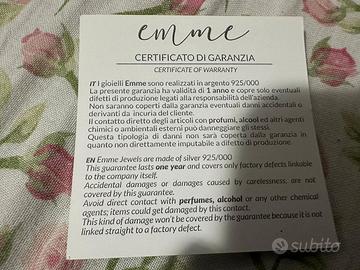 emme
CERTIFICATO DI GARANZIA
CERTIFICATE OF WARRANTY
IT I gioielli Emme sono realizzati in argento 925/000
La presente garanzia ha validità di 1 anno e copre solo eventuali
difetti di produzione legati alla responsabilità dell'azienda.
Non saranno coperti dalla garanzia eventuali danni accidentali o
derivanti da incuria del cliente.
Il contatto diretto degli articoli con profumi, alcool ed altri agenti
chimici o ambientali esterni può danneggiare gli stessi.
Questa tipologia di danni non sarà coperta dalla garanzia in
quanto non direttamente imputabile a difetto di produzione.
EN Emme Jewels are made of silver 925/000
This guarantee lasts one year and covers only factory defects linkable
to the company itself.
Accidental damages or damages caused by carelessness, are not
covered by this guarantee.
Avoid direct contact with perfumes, alcohol or any other chemical
agents; items could get damaged by this contact.
This kind of damage won't be covered by the guarantee because it is not
linked straight to a factory defect.
subito